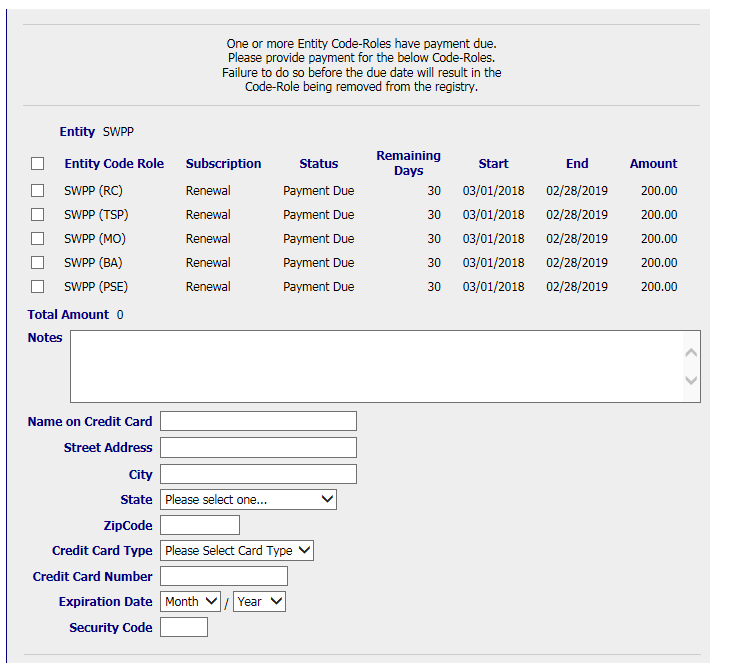 One or more Entity Code-Roles have payment due.
Please provide payment for the below Code-Roles.
Failure to do so before the due date will result in the
Code-Role being removed from the registry.
Entity SWPP
Entity Code Role Subscription Status Remaining Days Start End Amount
SWPP (RC) Renewal Payment Due 30 03/01/2018 02/28/2019 200.00
SWPP (TSP) Renewal Payment Due 30 03/01/2018 02/28/2019 200.00
SWPP (MO) Renewal Payment Due 30 03/01/2018 02/28/2019 200.00
SWPP (BA) Renewal Payment Due 30 03/01/2018 02/28/2019 200.00
SWPP (PSE) Renewal Payment Due 30 03/01/2018 02/28/2019 200.00
Total Amount 0
Notes
Name on Credit Card
Street Address
City
State Please select one...
ZipCode
Credit Card Type Please Select Card Type
Credit Card Number
Expiration Date Month / Year
Security Code